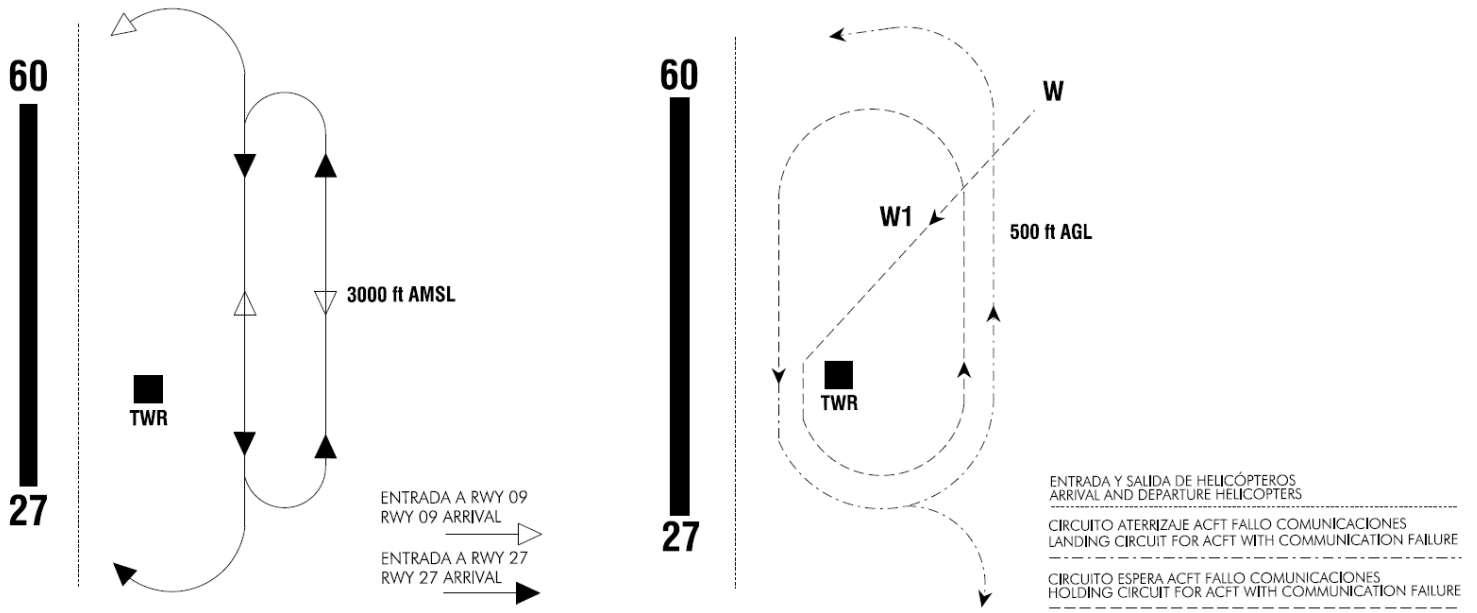 60
27
TWR
3000 ft AMSL
ENTRADA A RWY 09
RWY 09 ARRIVAL
ENTRADA A RWY 27
RWY 27 ARRIVAL
60
27
W
W1
500 ft AGL
TWR
ENTRADA Y SALIDA DE HELICÓPTEROS
ARRIVAL AND DEPARTURE HELICOPTERS
CIRCUITO ATERRIZAJE ACFT FALLO COMUNICACIONES
LANDING CIRCUIT FOR ACFT WITH COMMUNICATION FAILURE
CIRCUITO ESPERA ACFT FALLO COMUNICACIONES
HOLDING CIRCUIT FOR ACFT WITH COMMUNICATION FAILURE